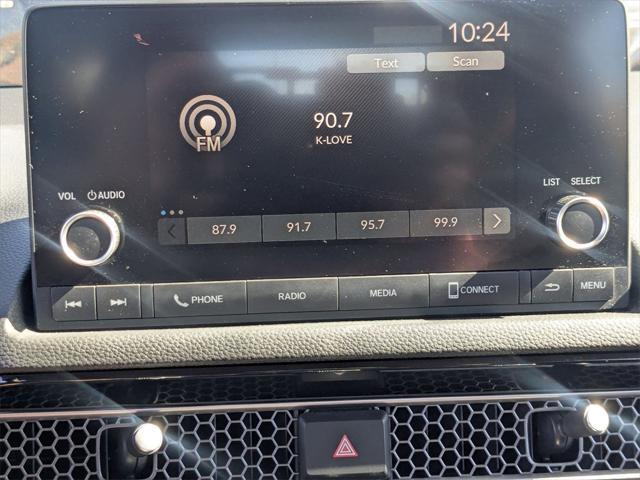 10:24
Text Scan
FM
90.7
K-LOVE
VOL AUDIO
LIST SELECT
87.9 91.7 95.7 99.9
PHONE RADIO MEDIA CONNECT MENU